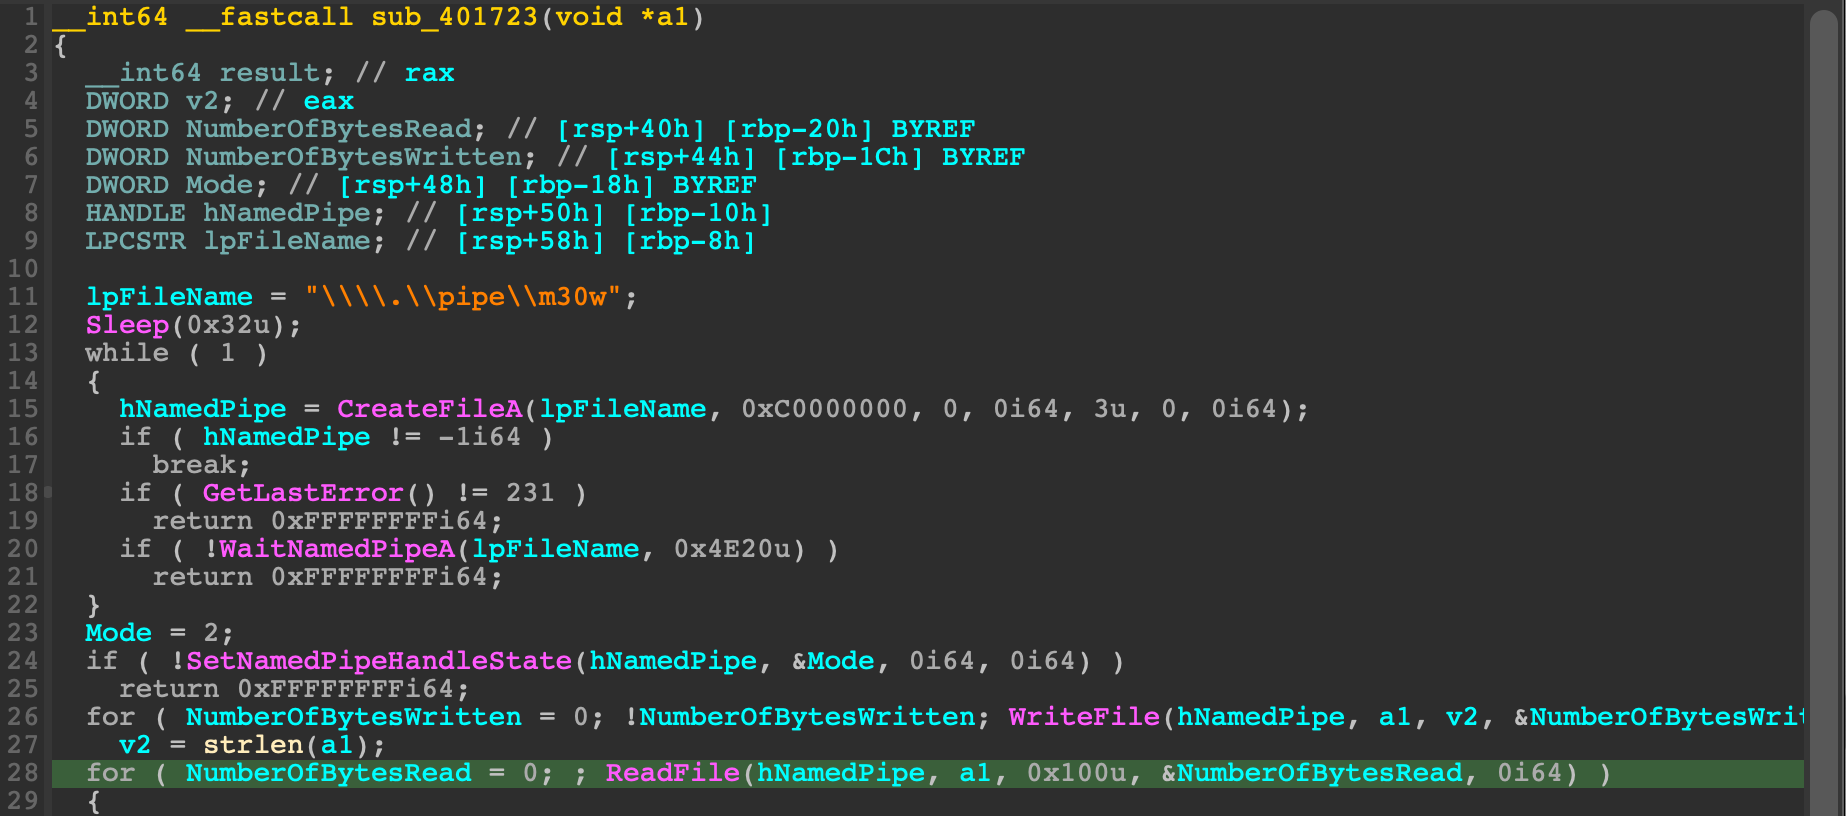 1 __int64 __fastcall sub_401723(void *a1)
2 {
3   __int64 result; // rax
4   DWORD v2; // eax
5   DWORD NumberOfBytesRead; // [rsp+40h] [rbp-20h] BYREF
6   DWORD NumberOfBytesWritten; // [rsp+44h] [rbp-1Ch] BYREF
7   DWORD Mode; // [rsp+48h] [rbp-18h] BYREF
8   HANDLE hNamedPipe; // [rsp+50h] [rbp-10h]
9   LPCSTR lpFileName; // [rsp+58h] [rbp-8h]
10
11   lpFileName = "\\\\.\\pipe\\m30w";
12   Sleep(0x32u);
13   while ( 1 )
14   {
15     hNamedPipe = CreateFileA(lpFileName, 0xC0000000, 0, 0i64, 3u, 0, 0i64);
16     if ( hNamedPipe != -1i64 )
17       break;
18     if ( GetLastError() != 231 )
19       return 0xFFFFFFFFi64;
20     if ( !WaitNamedPipeA(lpFileName, 0x4E20u) )
21       return 0xFFFFFFFFi64;
22   }
23   Mode = 2;
24   if ( !SetNamedPipeHandleState(hNamedPipe, &Mode, 0i64, 0i64) )
25     return 0xFFFFFFFFi64;
26   for ( NumberOfBytesWritten = 0; !NumberOfBytesWritten; WriteFile(hNamedPipe, a1, v2, &NumberOfBytesWrit
27     v2 = strlen(a1);
28   for ( NumberOfBytesRead = 0; ; ReadFile(hNamedPipe, a1, 0x100u, &NumberOfBytesRead, 0i64) )
29   {